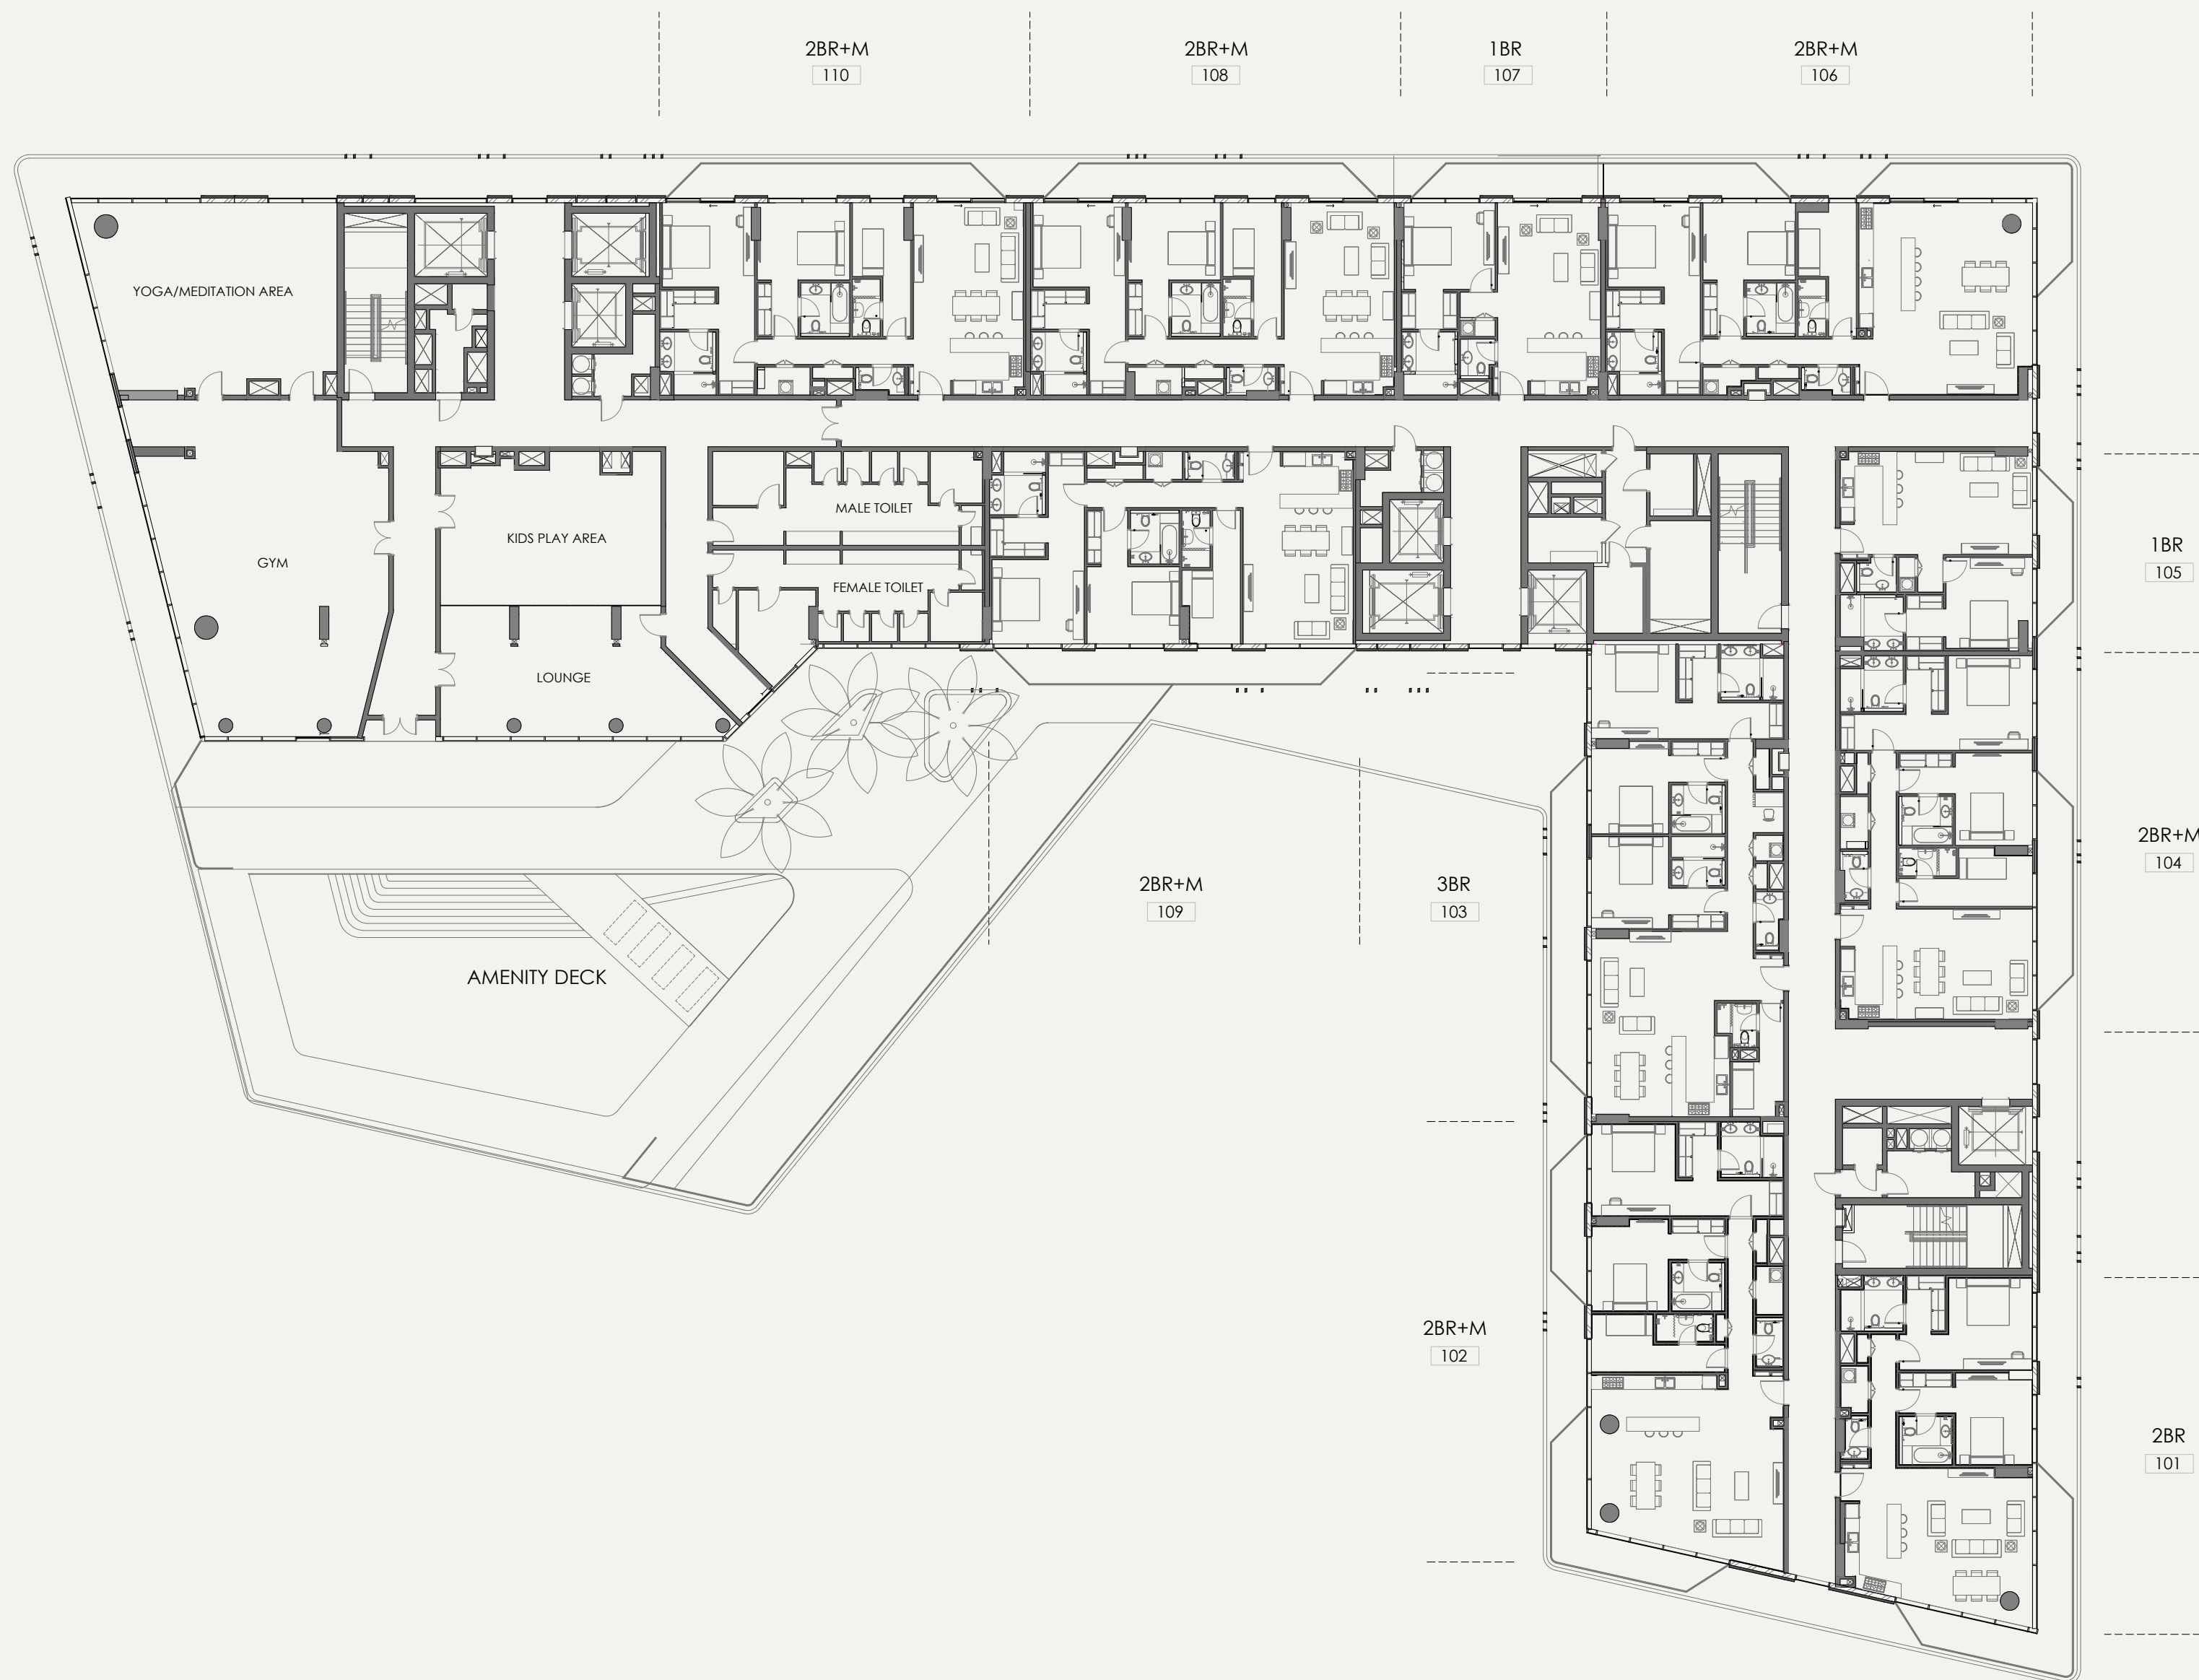 2BR+M
110
2BR+M
108
1BR
107
2BR+M
106
YOGA/MEDITATION AREA
MALE TOILET
KIDS PLAY AREA
GYM
FEMALE TOILET
LOUNGE
1BR
105
2BR+M
104
2BR+M
109
3BR
103
AMENITY DECK
2BR+M
102
2BR
101